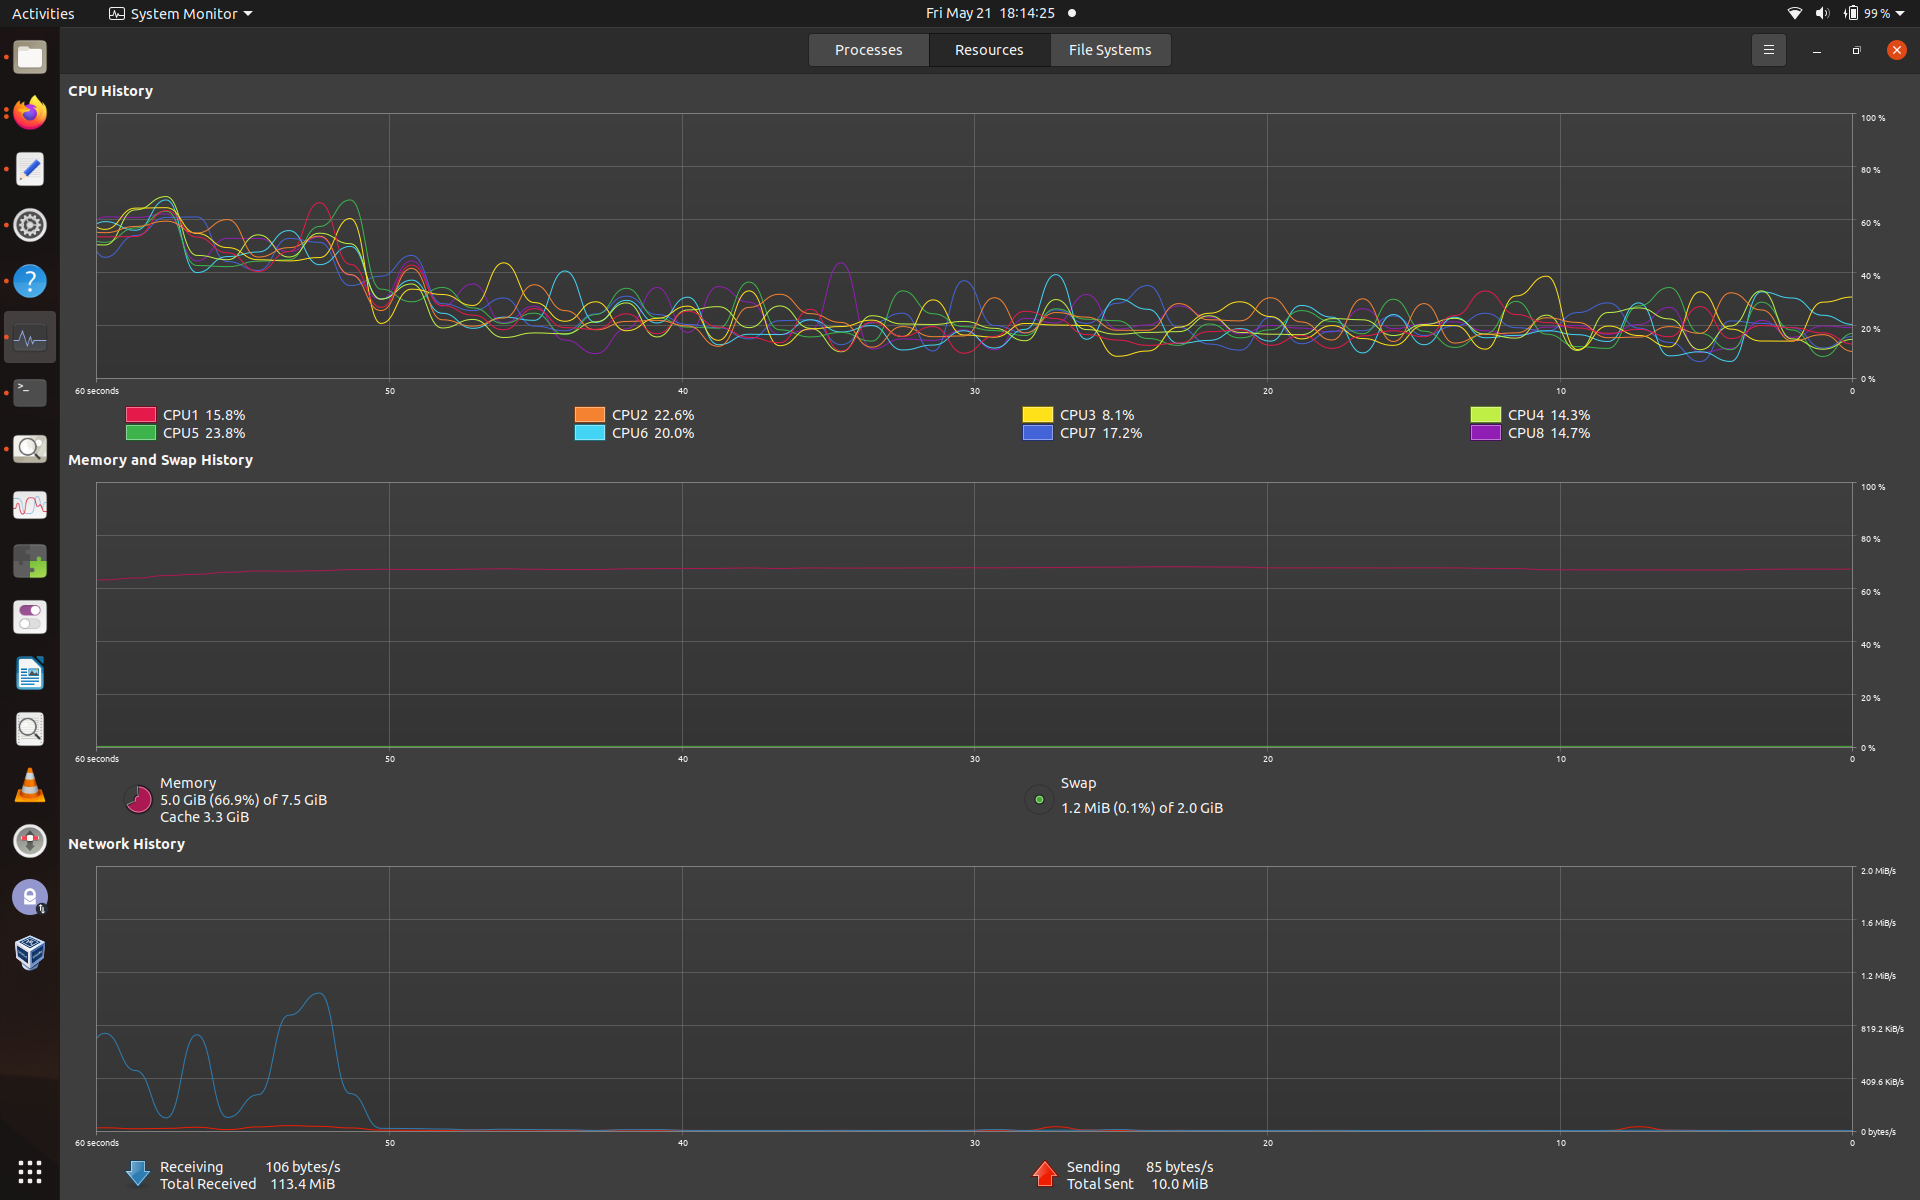 Activities System Monitor Fri May 21 18:14:25 99 %
Processes Resources File Systems
CPU History
100 %
80 %
60 %
40 %
20 %
0 %
60 seconds 50 40 30 20 10 0
CPU1 15.8% CPU2 22.6% CPU3 8.1% CPU4 14.3%
CPU5 23.8% CPU6 20.0% CPU7 17.2% CPU8 14.7%
Memory and Swap History
100 %
80 %
60 %
40 %
20 %
0 %
60 seconds 50 40 30 20 10 0
Memory
5.0 GiB (66.9%) of 7.5 GiB
Cache 3.3 GiB
Swap
1.2 MiB (0.1%) of 2.0 GiB
Network History
2.0 MiB/s
1.6 MiB/s
1.2 MiB/s
819.2 KiB/s
409.6 KiB/s
0 bytes/s
60 seconds 50 40 30 20 10 0
Receiving 106 bytes/s
Total Received 113.4 MiB
Sending 85 bytes/s
Total Sent 10.0 MiB